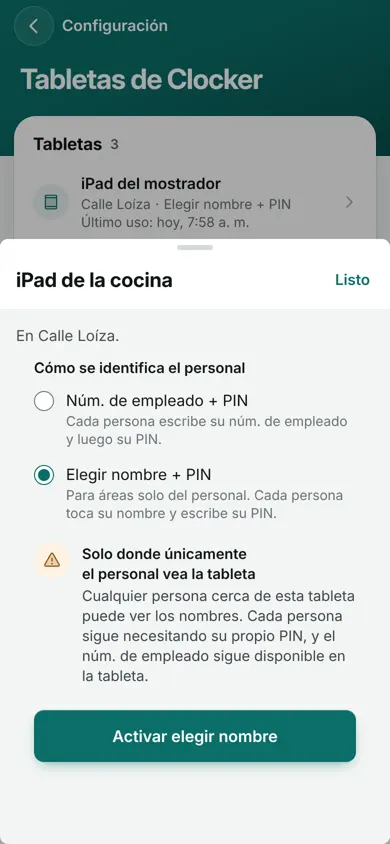 Configuración
Tabletas de Clocker
Tabletas 3
iPad del mostrador
Calle Loíza · Elegir nombre + PIN
Último uso: hoy, 7:58 a. m.
iPad de la cocina
Listo
En Calle Loíza.
Cómo se identifica el personal
Núm. de empleado + PIN
Cada persona escribe su núm. de empleado
y luego su PIN.
Elegir nombre + PIN
Para áreas solo del personal. Cada persona
toca su nombre y escribe su PIN.
Solo donde únicamente
el personal vea la tableta
Cualquier persona cerca de esta tableta
puede ver los nombres. Cada persona
sigue necesitando su propio PIN, y el
núm. de empleado sigue disponible en
la tableta.
Activar elegir nombre